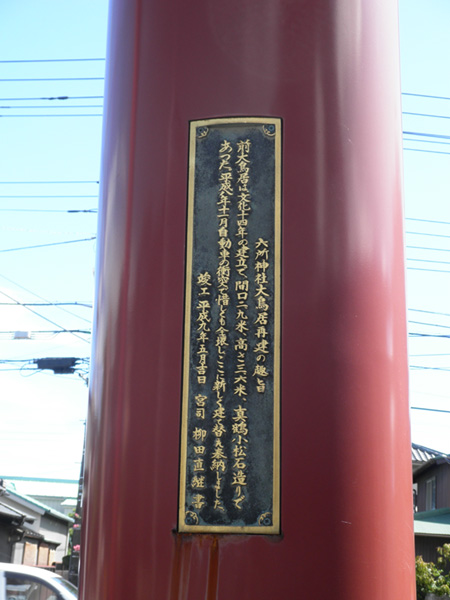 六所神社大鳥居再建の趣旨
前大鳥居は文化十四年の建立で、間口二九米、高さ三六米、真鶴小松石造りで
あつた、平成八年十一月自動車の衝突で惜しくも全壊しここに新しく建て替え奉納しました
竣工 平成九年五月吉日 宮司 柳田直継 書